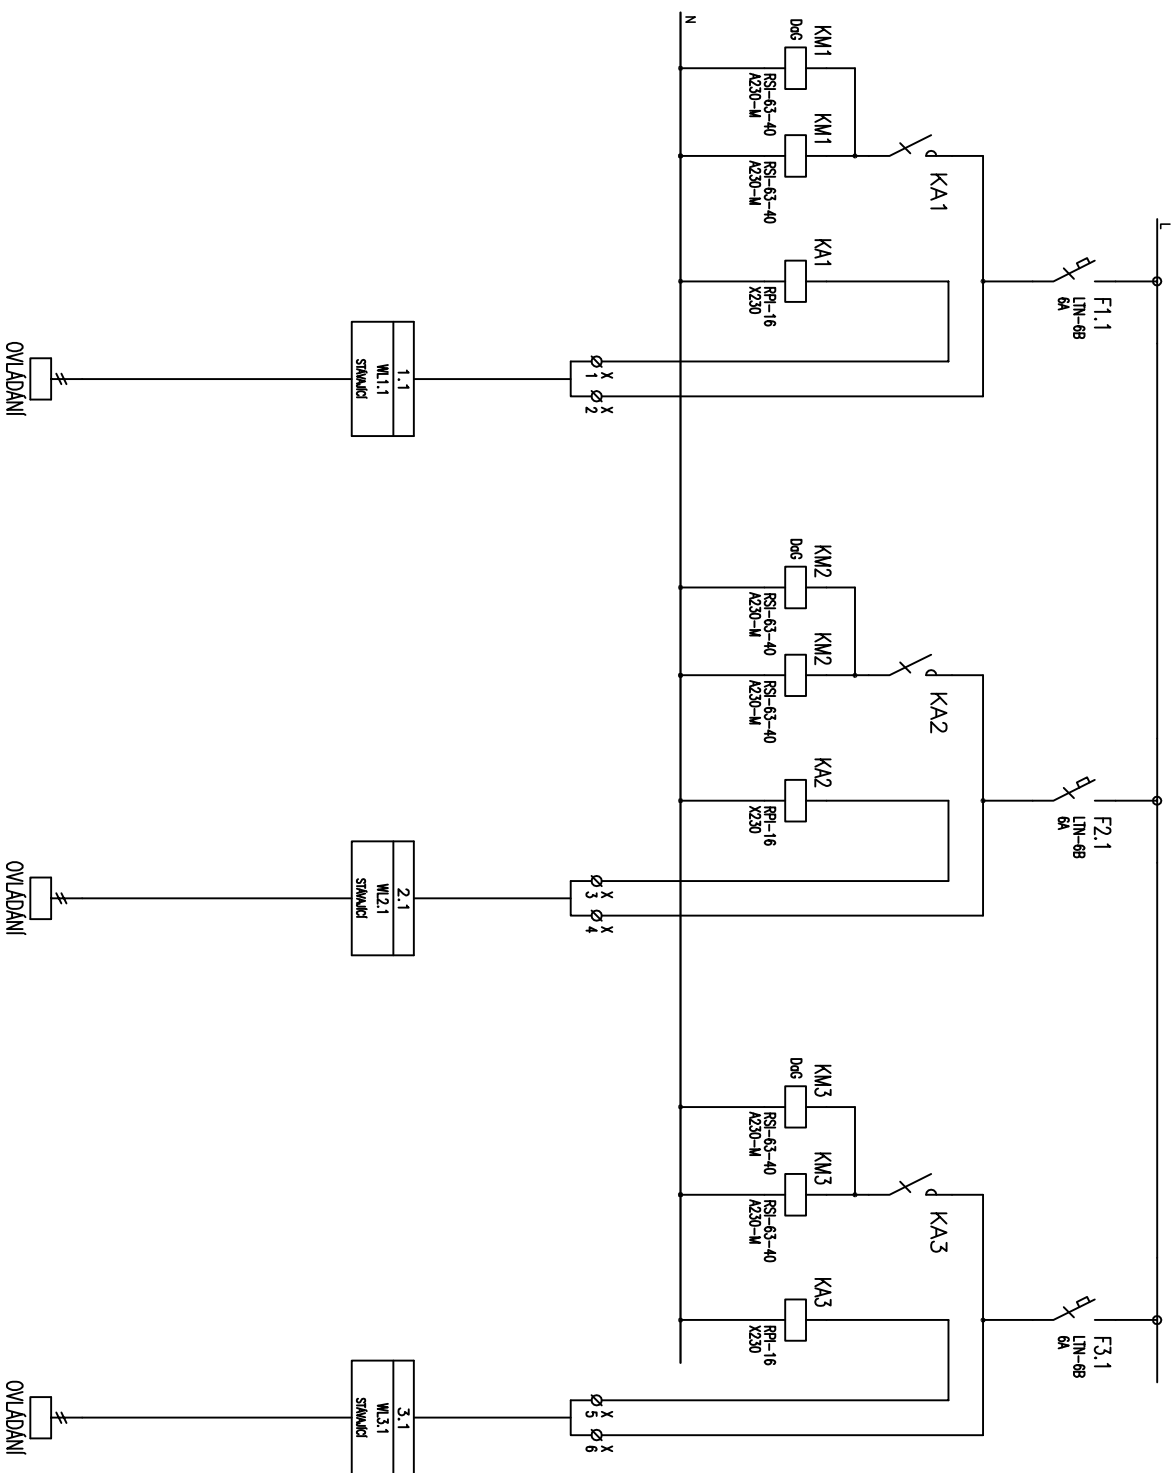 L
F1.1
LTN-6B
6A
KA1
KM1
DaG
RSI-63-40
A230-M
KM1
RSI-63-40
A230-M
KA1
RPI-16
X230
N
X
1
X
2
1.1
WL1.1
STÁVAJÍCÍ
OVLÁDÁNÍ
F2.1
LTN-6B
6A
KA2
KM2
DaG
RSI-63-40
A230-M
KM2
RSI-63-40
A230-M
KA2
RPI-16
X230
X
3
X
4
2.1
WL2.1
STÁVAJÍCÍ
OVLÁDÁNÍ
F3.1
LTN-6B
6A
KA3
KM3
DaG
RSI-63-40
A230-M
KM3
RSI-63-40
A230-M
KA3
RPI-16
X230
X
5
X
6
3.1
WL3.1
STÁVAJÍCÍ
OVLÁDÁNÍ